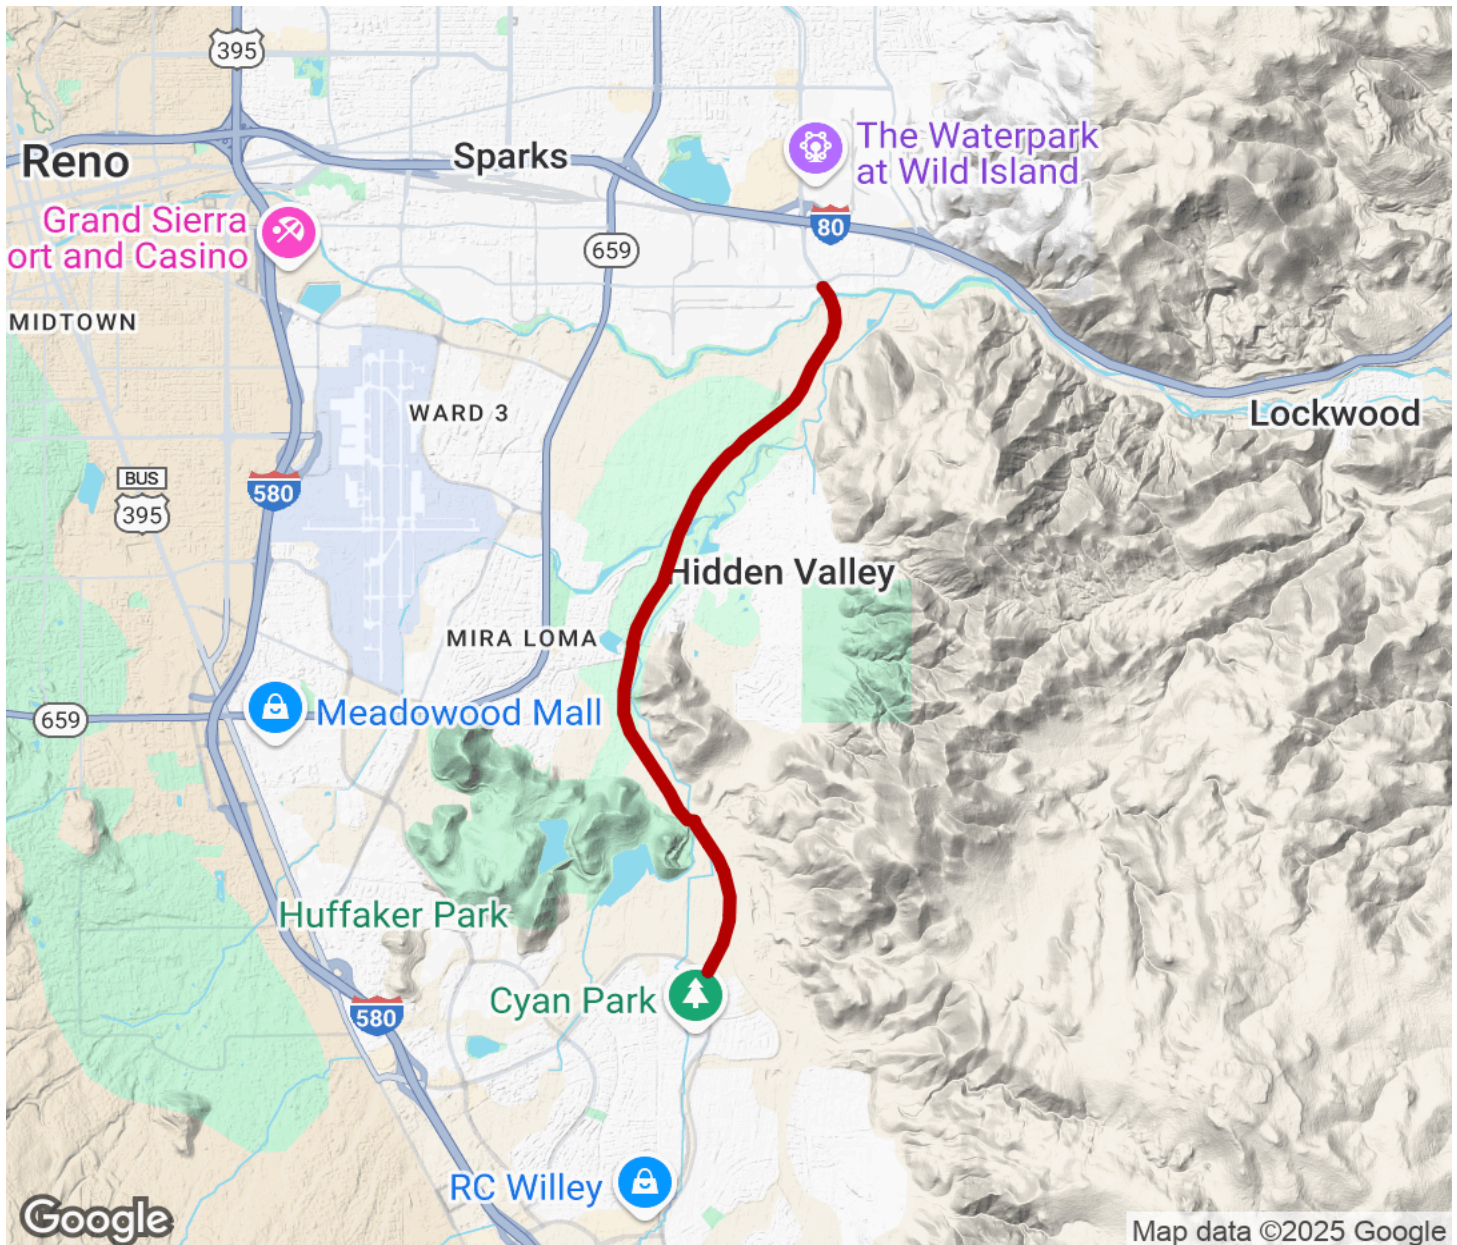 395
Reno
Sparks
The Waterpark
at Wild Island
Grand Sierra
ort and Casino
80
659
MIDTOWN
WARD 3
Lockwood
BUS
395
580
Hidden Valley
MIRA LOMA
659
Meadowood Mall
Huffaker Park
Cyan Park
580
RC Willey
Google
Map data ©2025 Google